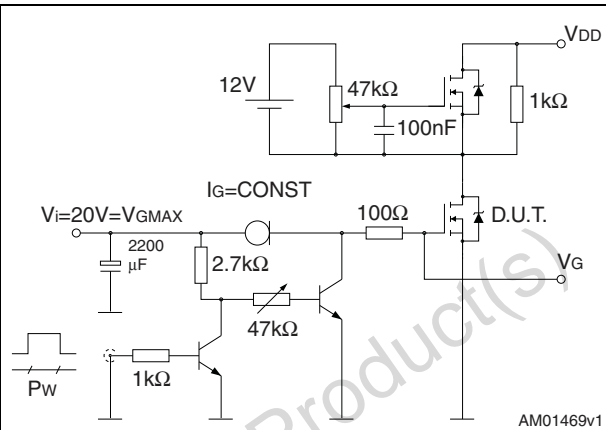 VDD
12V
47kΩ
1kΩ
100nF
IG=CONST
Vi=20V=VGMAX
100Ω
D.U.T.
2200
μF
2.7kΩ
VG
47kΩ
1kΩ
PW
Product(s)
AM01469v1